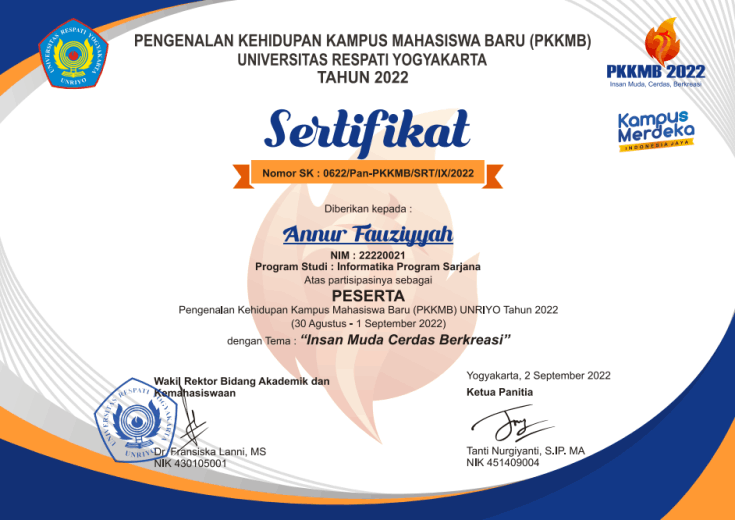 PENGENALAN KEHIDUPAN KAMPUS MAHASISWA BARU (PKKMB)
UNIVERSITAS RESPATI YOGYAKARTA
TAHUN 2022
UNIVERSITAS RESPATI YOGYAKARTA
UNRIYO
PKKMB 2022
Insan Muda, Cerdas, Berkreasi
Kampus
Merdeka
INDONESIA JAYA
Sertifikat
Nomor SK : 0622/Pan-PKKMB/SRT/IX/2022
Diberikan kepada :
Annur Fauziyyah
NIM : 22220021
Program Studi : Informatika Program Sarjana
Atas partisipasinya sebagai
PESERTA
Pengenalan Kehidupan Kampus Mahasiswa Baru (PKKMB) UNRIYO Tahun 2022
(30 Agustus - 1 September 2022)
dengan Tema : “Insan Muda Cerdas Berkreasi”
Wakil Rektor Bidang Akademik dan
Kemahasiswaan
UNIVERSITAS RESPATI YOGYAKARTA
UNRIYO
Dr. Fransiska Lanni, MS
NIK 430105001
Yogyakarta, 2 September 2022
Ketua Panitia
Tanti Nurgiyanti, S.IP. MA
NIK 451409004